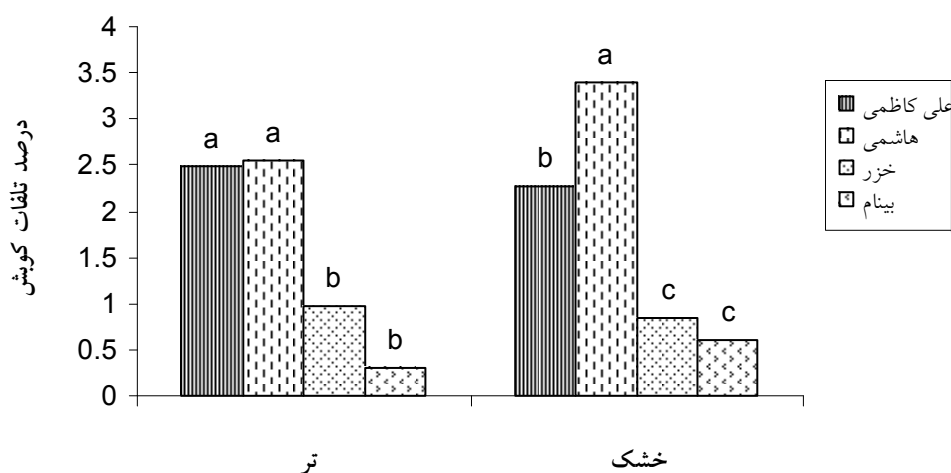 درصد تلفات کوبش
4
3.5
3
2.5
2
1.5
1
0.5
0
a
a
b
b
b
a
c
c
تر
خشک
علی کاظمی
هاشمی
خزر
بینام